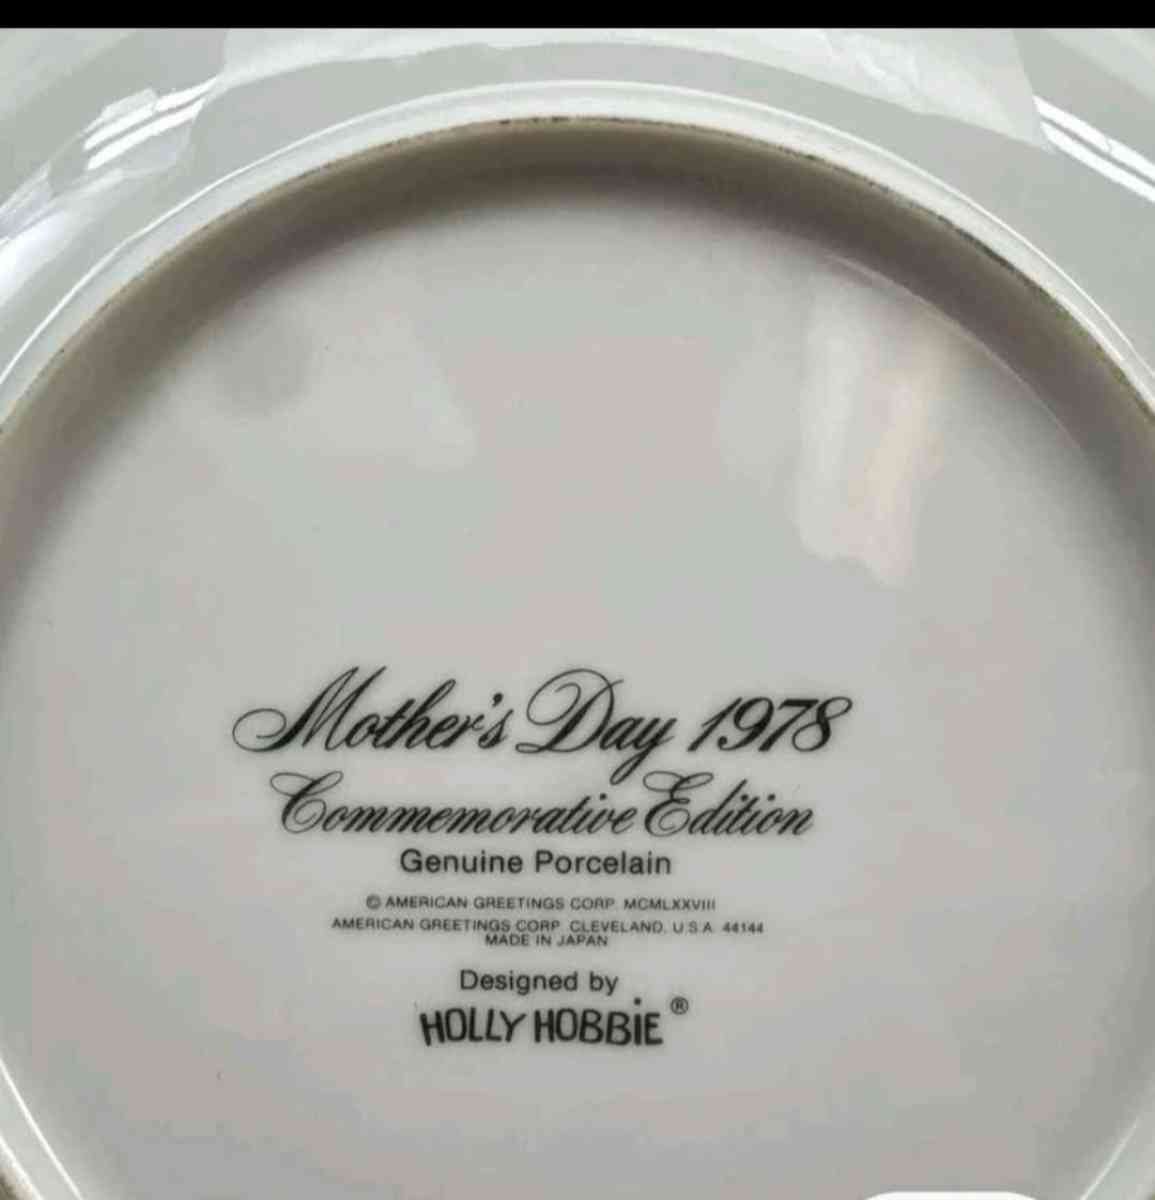 Mother's Day 1978
Commemorative Edition
Genuine Porcelain
© AMERICAN GREETINGS CORP. MCMLXXVIII
AMERICAN GREETINGS CORP. CLEVELAND, U.S.A. 44144
MADE IN JAPAN
Designed by
HOLLY HOBBiE ®